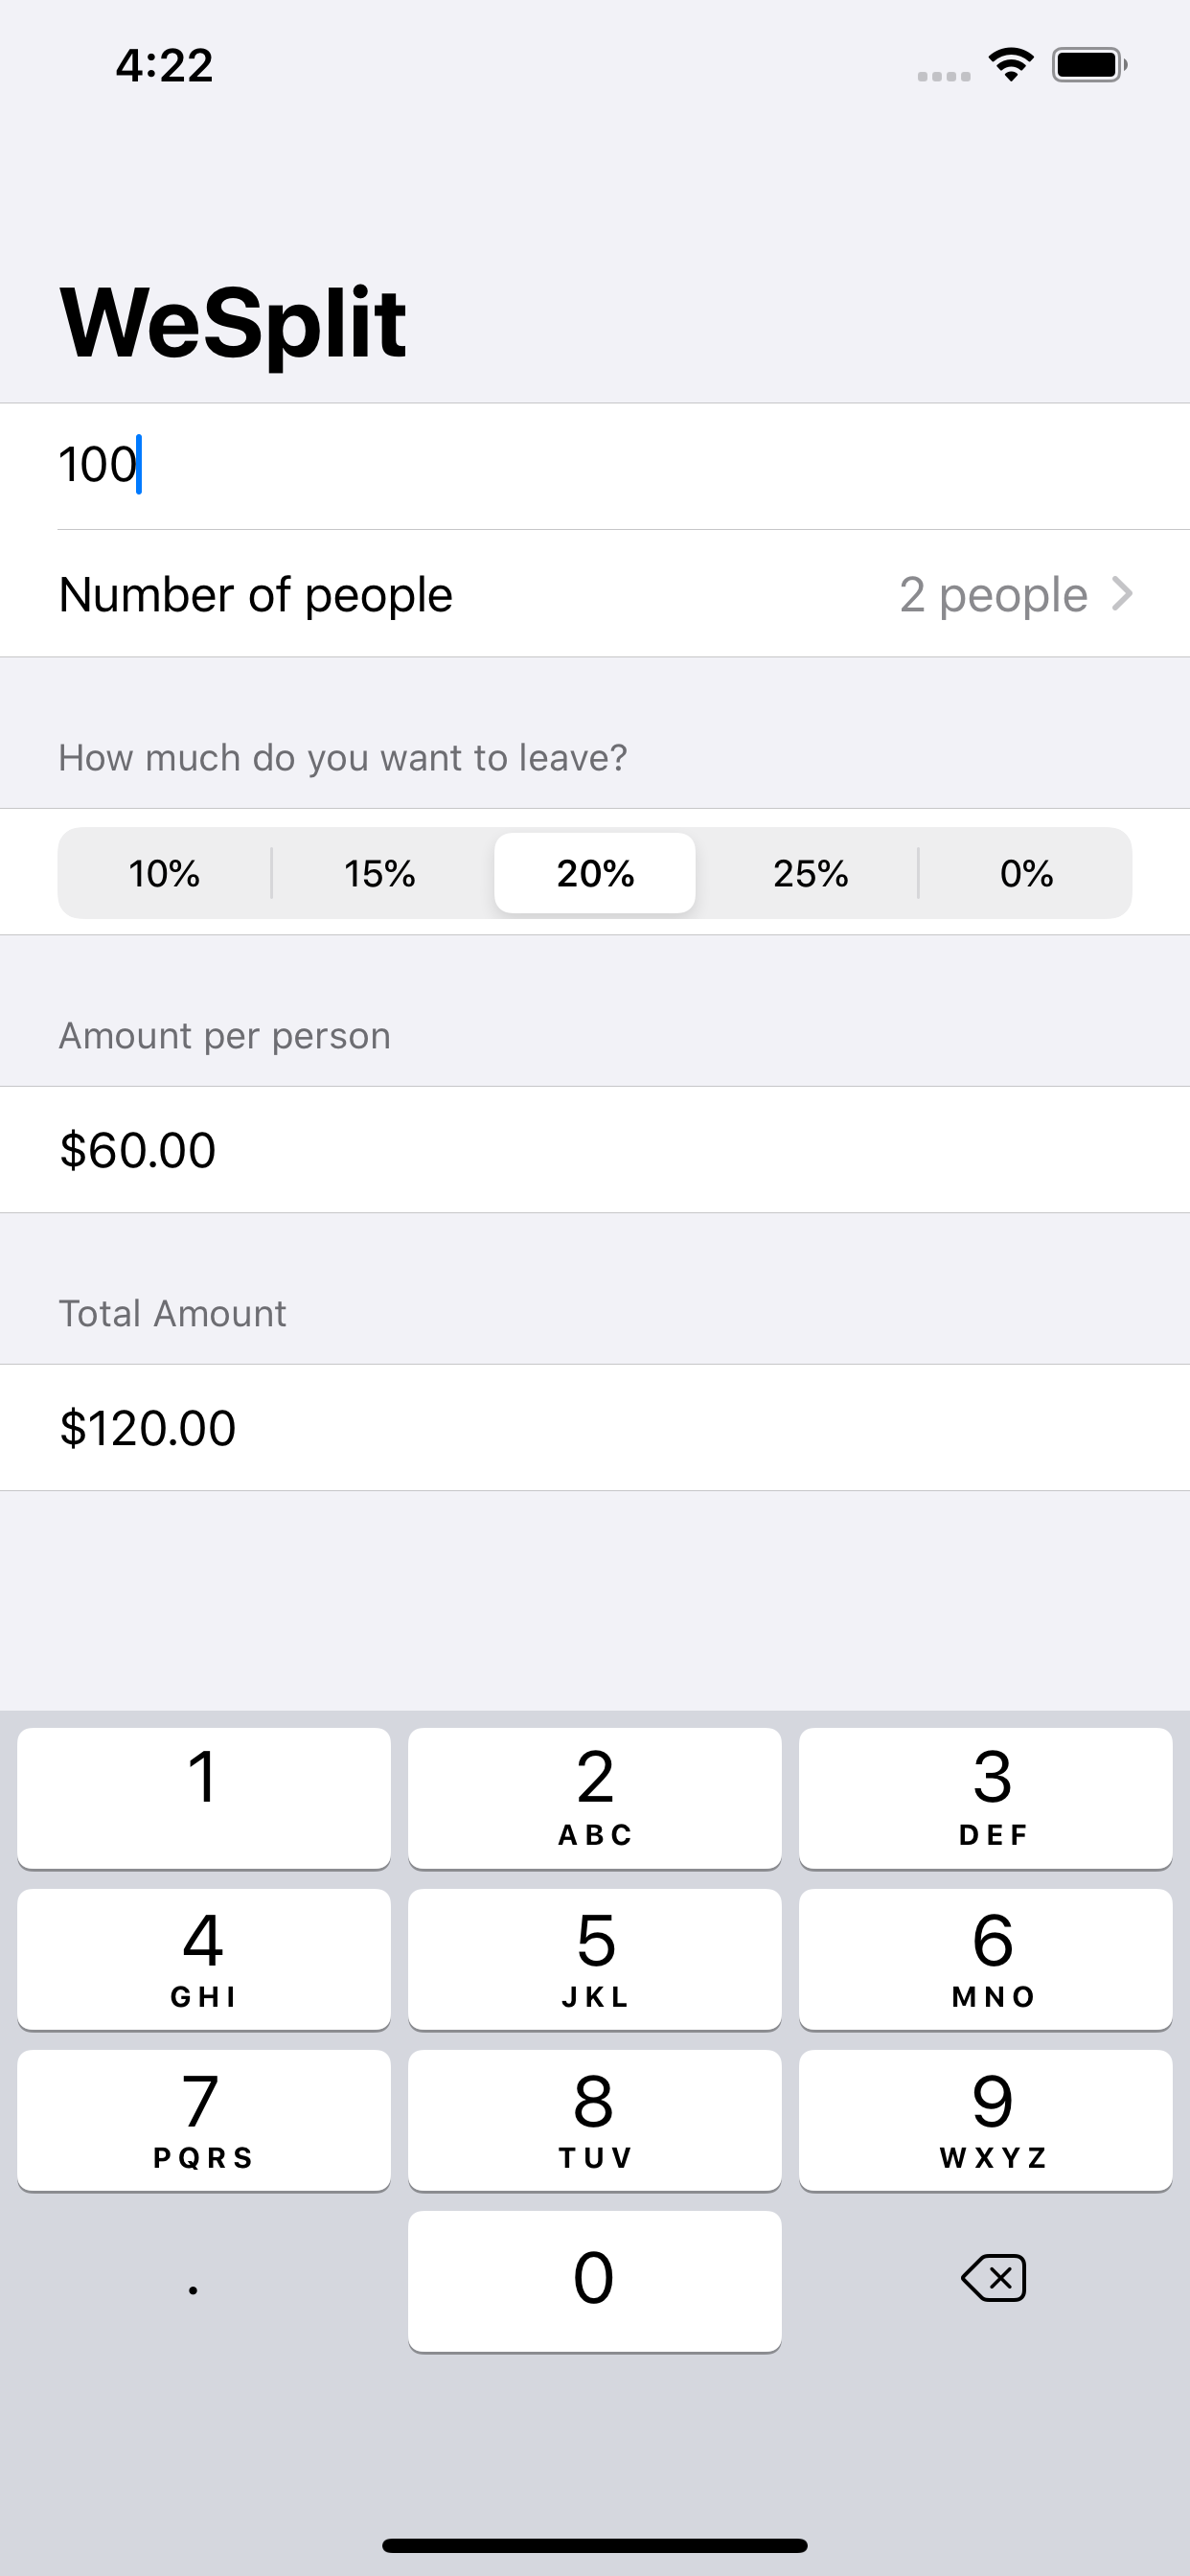 4:22
WeSplit
100
Number of people 2 people
How much do you want to leave?
10% 15% 20% 25% 0%
Amount per person
$60.00
Total Amount
$120.00
1 2 3
ABC DEF
4 5 6
GHI JKL MNO
7 8 9
PQRS TUV WXYZ
. 0